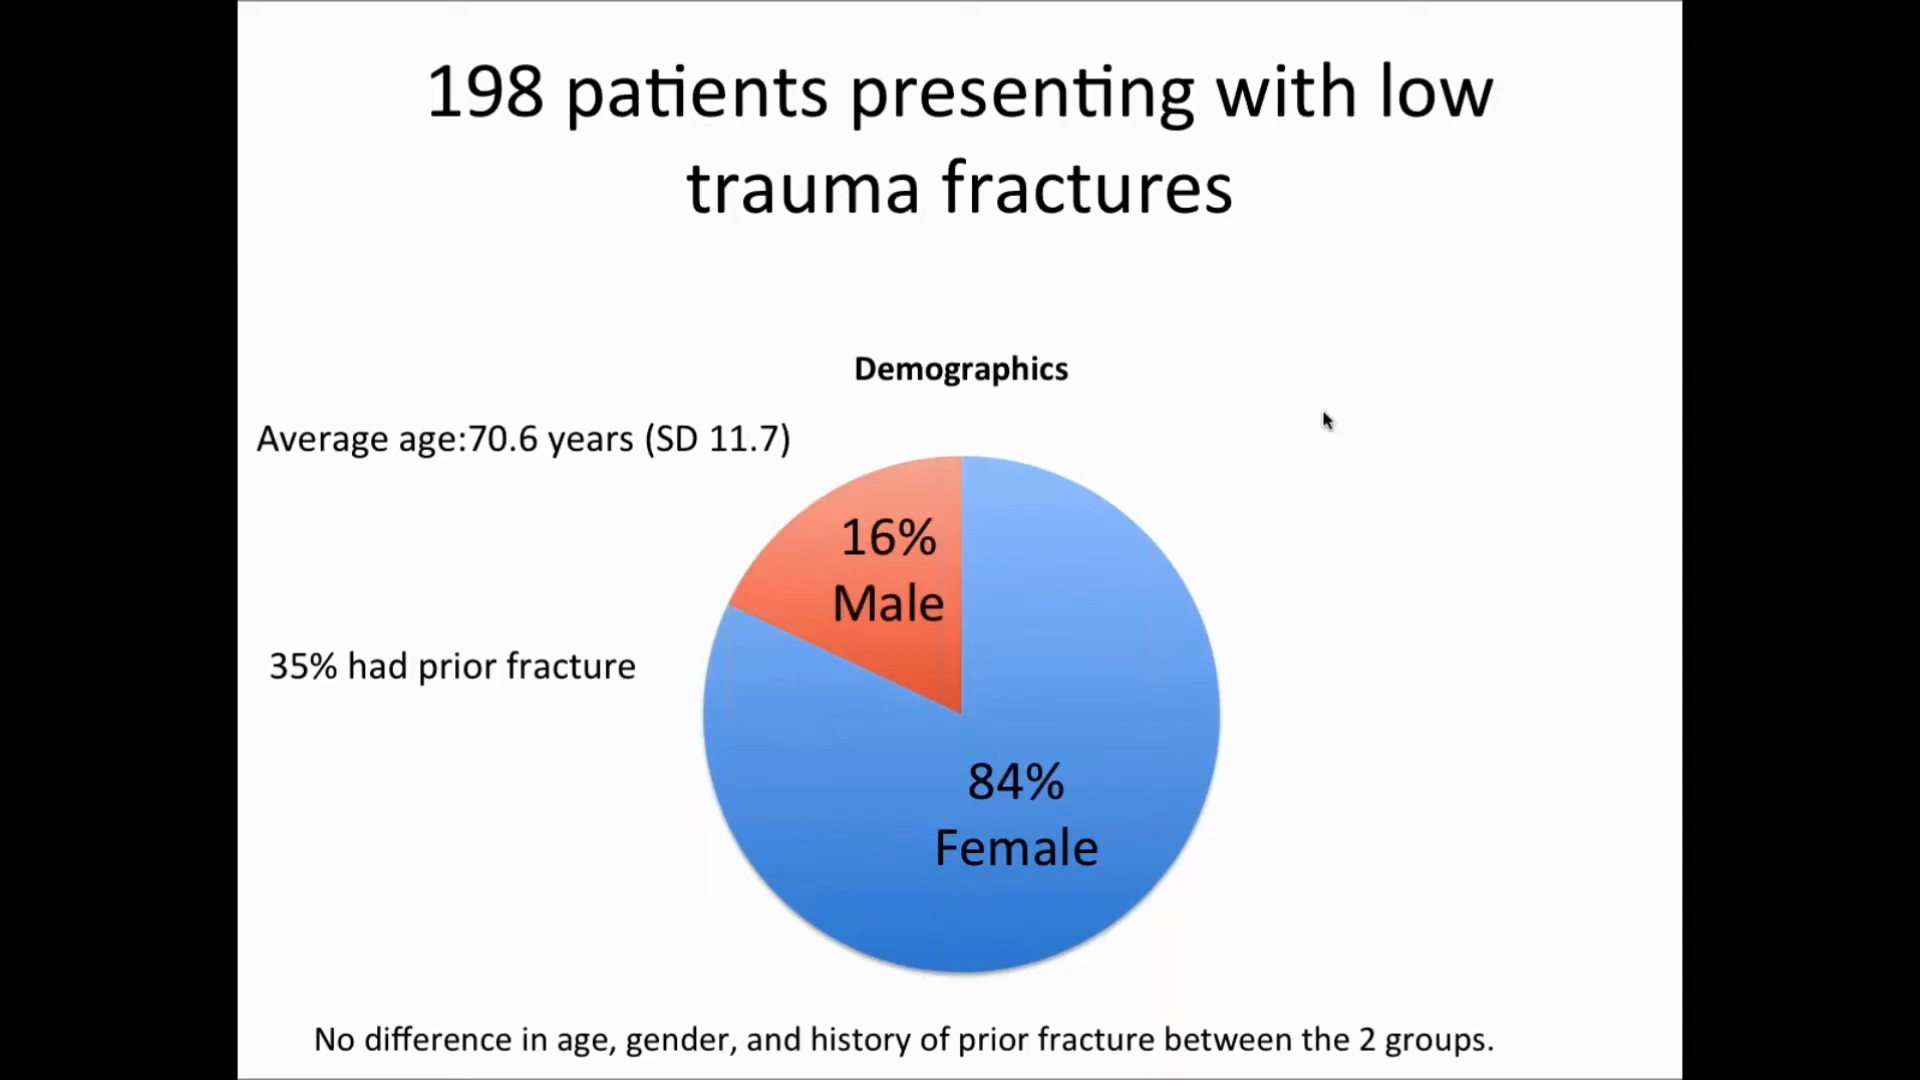 198 patients presenting with low
trauma fractures
Demographics
Average age:70.6 years (SD 11.7)
16%
Male
35% had prior fracture
84%
Female
No difference in age, gender, and history of prior fracture between the 2 groups.